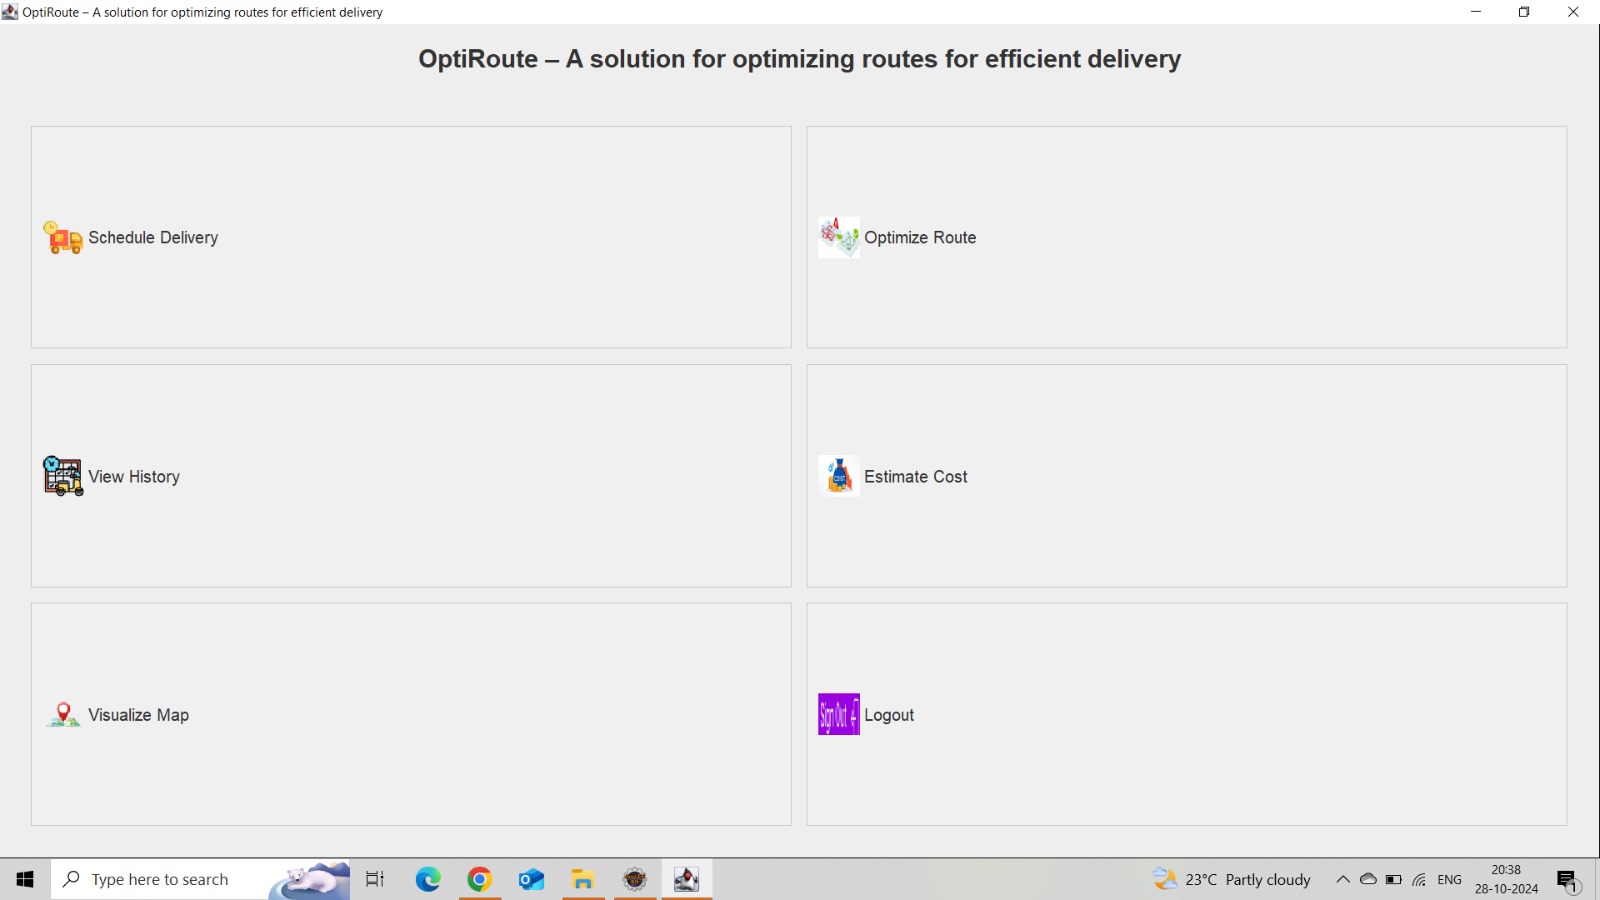 OptiRoute – A solution for optimizing routes for efficient delivery
OptiRoute – A solution for optimizing routes for efficient delivery
Schedule Delivery
Optimize Route
View History
COST
Estimate Cost
Visualize Map
Sign Out
Logout
Type here to search
23°C Partly cloudy
ENG
20:38
28-10-2024
1